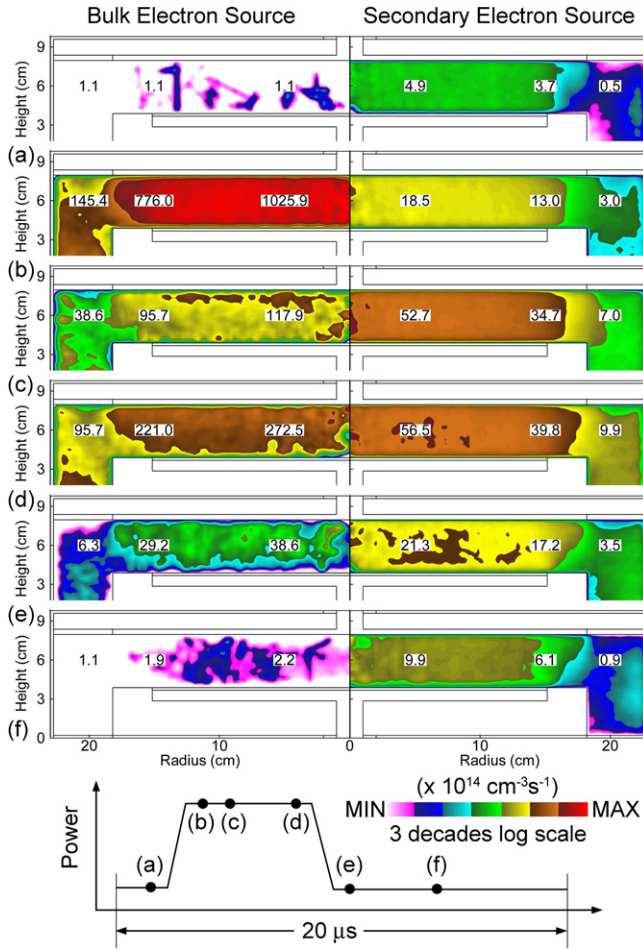 Bulk Electron Source Secondary Electron Source
9
6
3
Height (cm)
1.1 1.1 1.1 4.9 3.7 0.5
(a)
9
6
3
Height (cm)
145.4 776.0 1025.9 18.5 13.0 3.0
(b)
9
6
3
Height (cm)
38.6 95.7 117.9 52.7 34.7 7.0
(c)
9
6
3
Height (cm)
95.7 221.0 272.5 56.5 39.8 9.9
(d)
9
6
3
Height (cm)
6.3 29.2 38.6 21.3 17.2 3.5
(e)
9
6
3
0
Height (cm)
1.1 1.9 2.2 9.9 6.1 0.9
(f)
20 10 0 10 20
Radius (cm) Radius (cm)
(x 10¹⁴ cm⁻³s⁻¹)
MIN MAX
3 decades log scale
Power
(a) (b) (c) (d) (e) (f)
20 μs